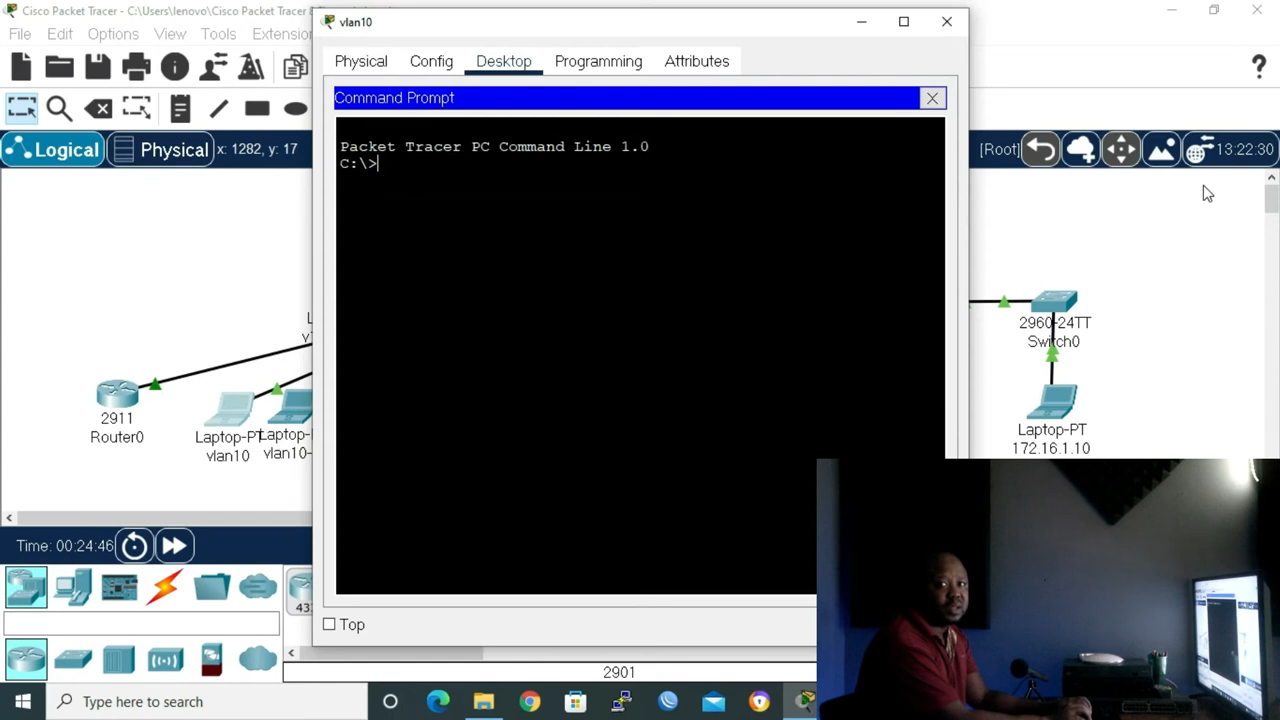 Cisco Packet Tracer - C:\Users\lenovo\Cisco Packet Tracer
vlan10
File Edit Options View Tools Extension
Physical Config Desktop Programming Attributes
Command Prompt
Packet Tracer PC Command Line 1.0
C:\>
Logical Physical x: 1282, y: 17
[Root] 13:22:30
2960-24TT
Switch0
Laptop-PT
172.16.1.10
2911
Router0
Laptop-PT
vlan10
Laptop-
vlan10-
Time: 00:24:46
Top
2901
Type here to search